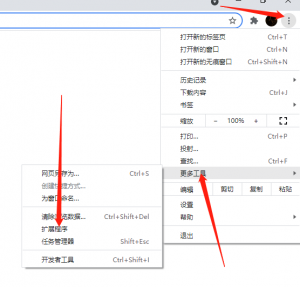 打开新的标签页 Ctrl+T
打开新的窗口 Ctrl+N
打开新的无痕窗口 Ctrl+Shift+N
历史记录
下载内容 Ctrl+J
书签
缩放 - 100% +
打印... Ctrl+P
投射...
查找... Ctrl+F
更多工具
网页另存为... Ctrl+S
创建快捷方式...
为窗口命名...
清除浏览数据... Ctrl+Shift+Del
扩展程序
任务管理器 Shift+Esc
开发者工具 Ctrl+Shift+I
编辑 剪切 复制 粘贴
设置
帮助
退出